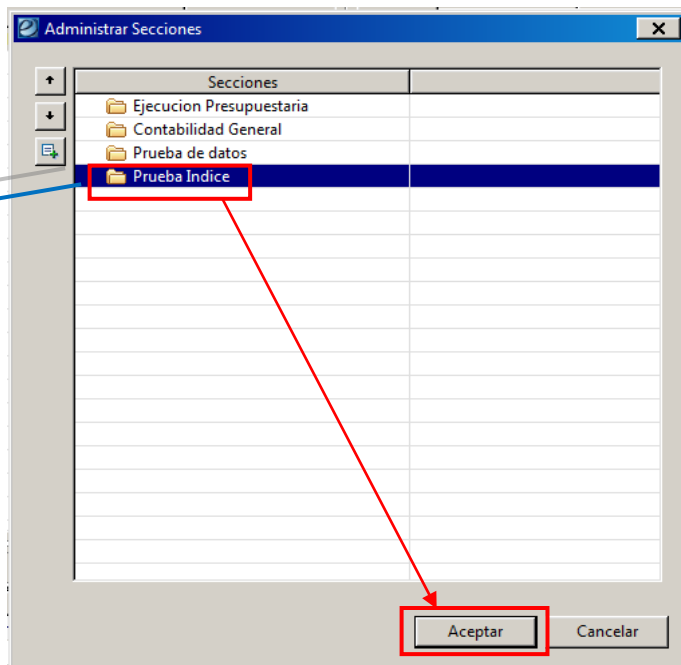 Administrar Secciones
Secciones
Ejecucion Presupuestaria
Contabilidad General
Prueba de datos
Prueba Indice
Aceptar Cancelar